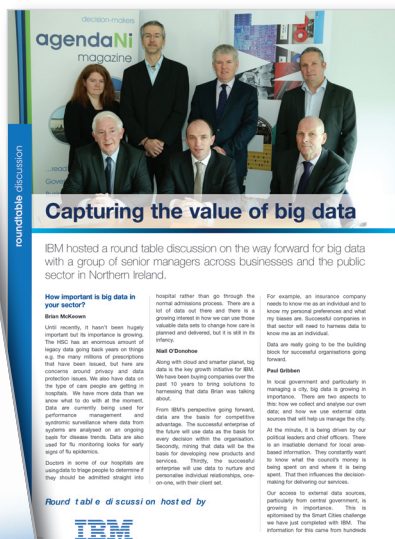 decision makers
agendaNi
magazine
...read
Gove
roundtable discussion
Capturing the value of big data
IBM hosted a round table discussion on the way forward for big data
with a group of senior managers across businesses and the public
sector in Northern Ireland.
How important is big data in
your sector?
Brian McKeown
Until recently, it hasn't been hugely
important but its importance is growing.
The HSC has an enormous amount of
legacy data going back years on things
e.g. the many millions of prescriptions
that have been issued, but here are
concerns around privacy and data
protection issues. We also have data on
the type of care people are getting in
hospitals. We have more data than we
know what to do with at the moment.
Data are currently being used for
performance management and
syndromic surveillance where data from
systems are analysed on an ongoing
basis for disease trends. Data are also
used for flu monitoring looks for early
signs of flu epidemics.
Doctors in some of our hospitals are
using data to triage people to determine if
they should be admitted straight into
hospital rather than go through the
normal admissions process. There are a
lot of data out there and there is a
growing interest in how we can use those
valuable data sets to change how care is
planned and delivered, but it is still in its
infancy.
Niall O'Donohoe
Along with cloud and smarter planet, big
data is the key growth initiative for IBM.
We have been buying companies over the
past 10 years to bring solutions to
harnessing that data Brian was talking
about.
From IBM's perspective going forward,
data are the basis for competitive
advantage. The successful enterprise of
the future will use data as the basis for
every decision within the organisation.
Secondly, mining that data will be the
basis for developing new products and
services. Thirdly, the successful
enterprise will use data to nurture and
personalise individual relationships, one-
on-one, with their client set.
For example, an insurance company
needs to know me as an individual and to
know my personal preferences and what
my biases are. Successful companies in
that sector will need to harness data to
know me as an individual.
Data are really going to be the building
block for successful organisations going
forward.
Paul Gribben
In local government and particularly in
managing a city, big data is growing in
importance. There are two aspects to
this: how we collect and analyse our own
data; and how we use external data
sources that will help us manage the city.
At the minute, it is being driven by our
political leaders and chief officers. There
is an insatiable demand for local area-
based information. They constantly want
to know what the council's money is
being spent on and where it is being
spent. That then influences the decision-
making for delivering our services.
Our access to external data sources,
particularly from central government, is
growing in importance. This is
epitomised by the Smart Cities challenge
we have just completed with IBM. The
information for this came from hundreds
Round table discussion hosted by
IBM